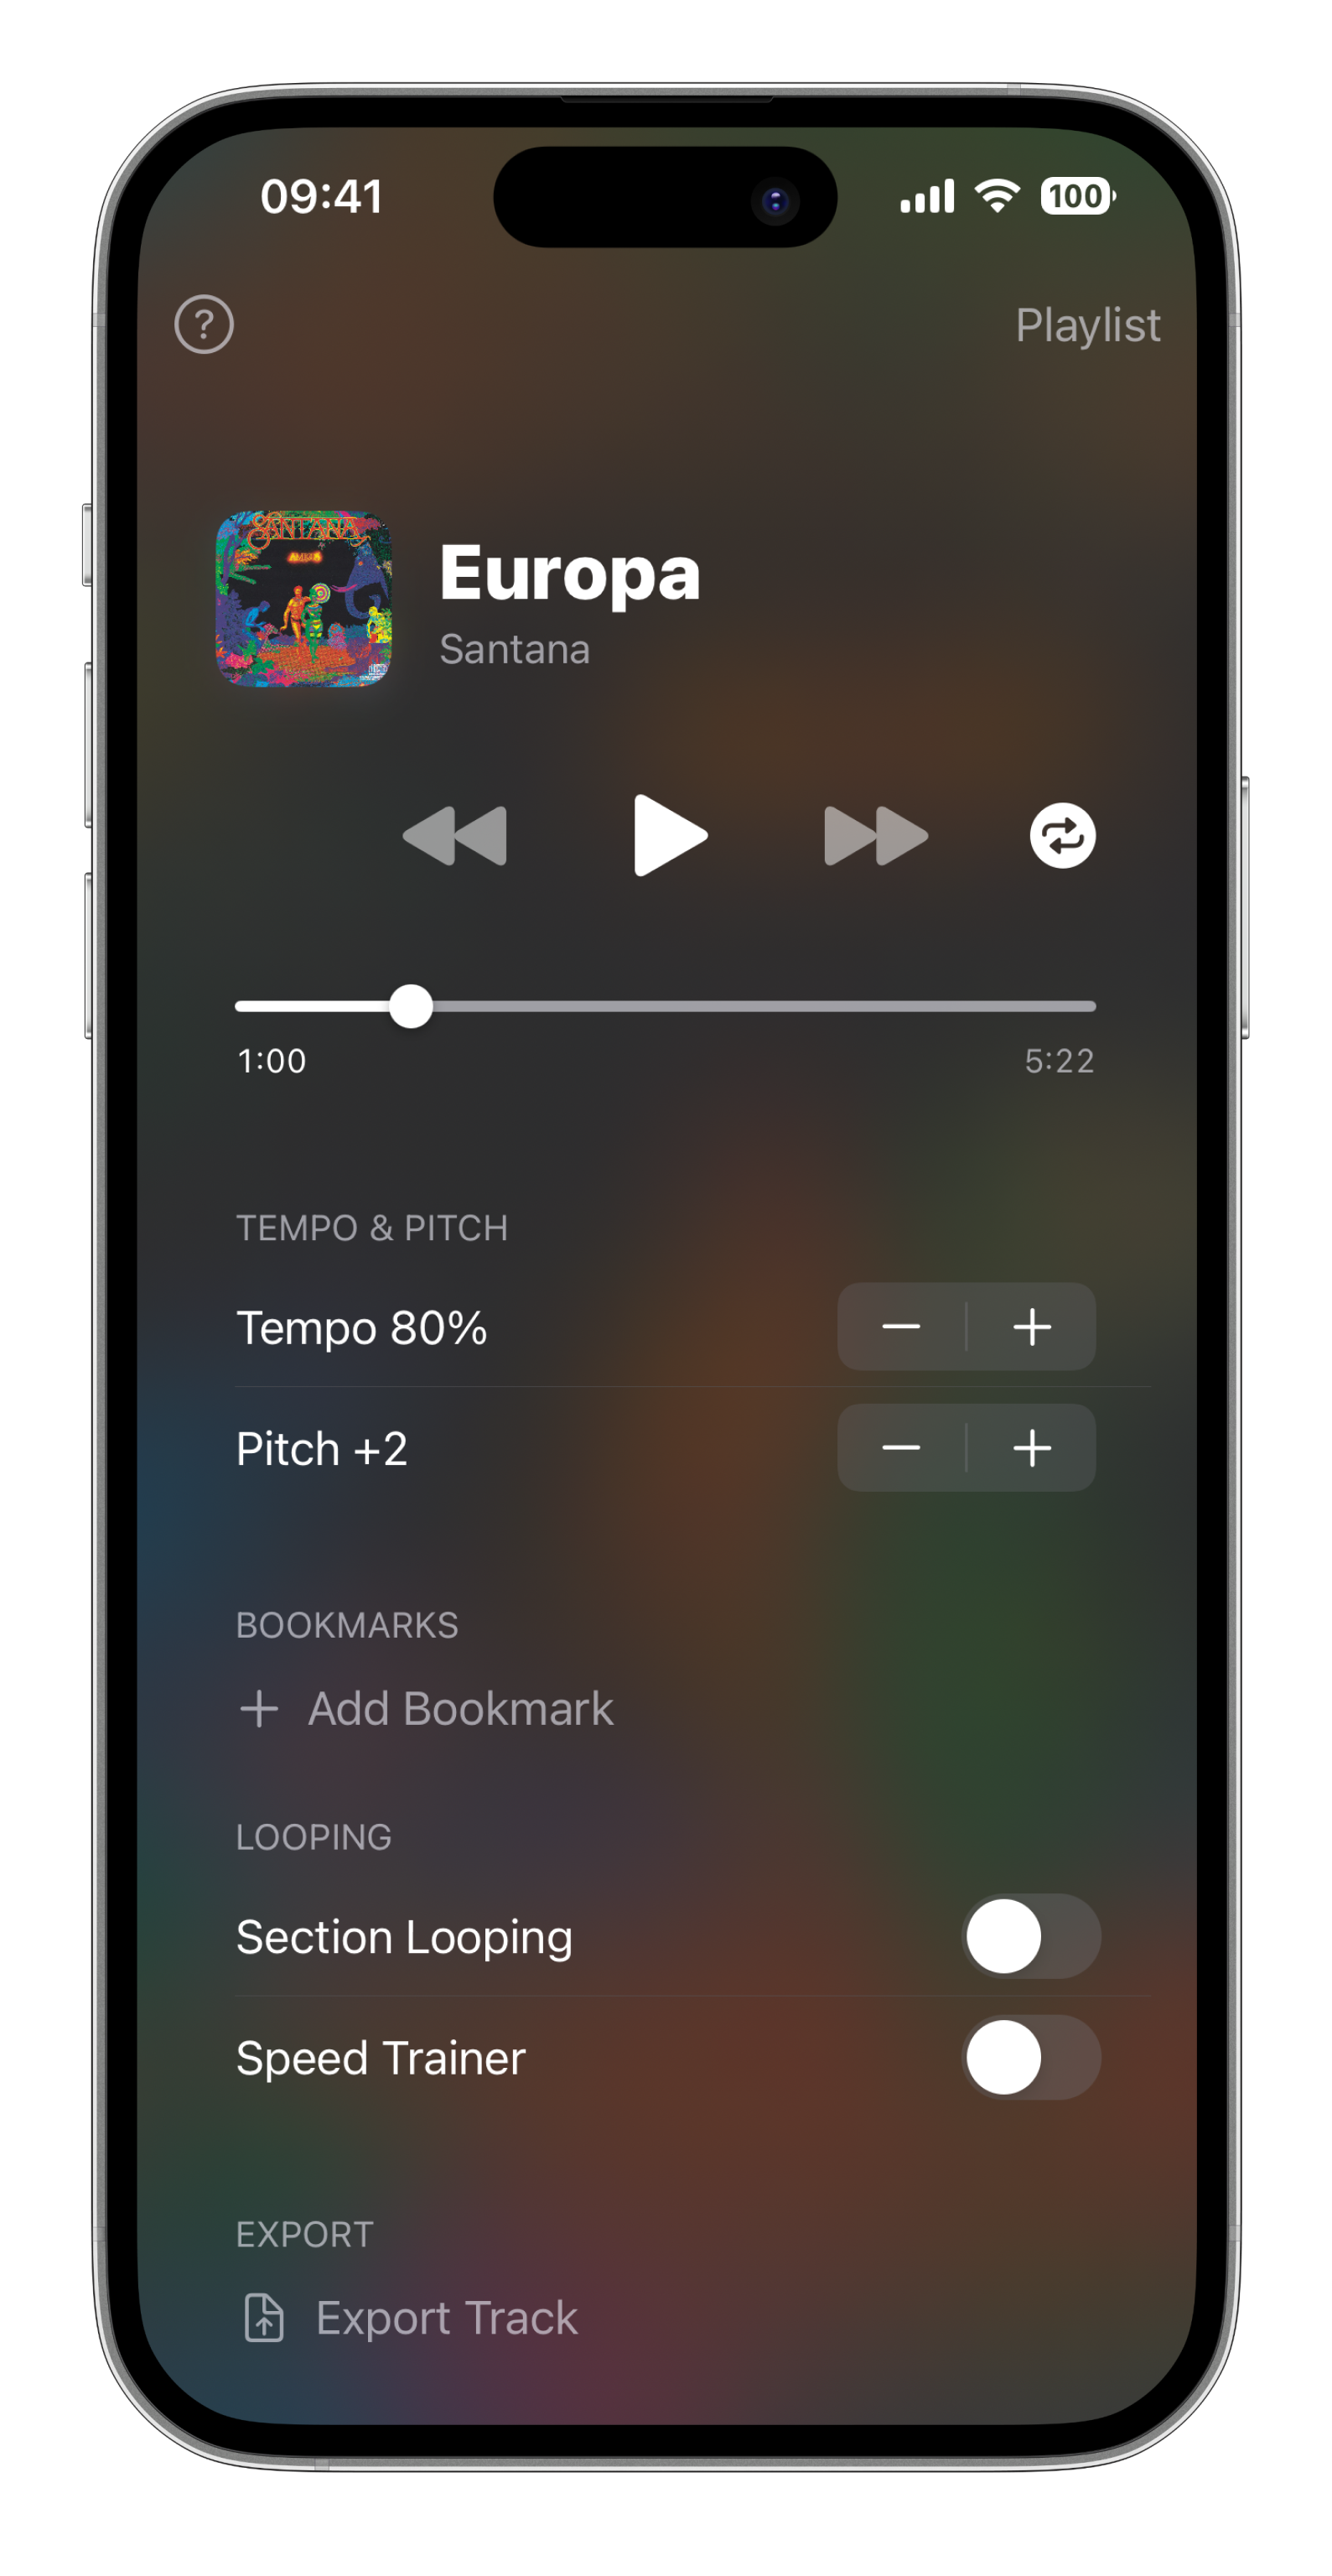 09:41
100
?
Playlist
SANTANA
AMIGOS
Europa
Santana
1:00
5:22
TEMPO & PITCH
Tempo 80%
Pitch +2
BOOKMARKS
Add Bookmark
LOOPING
Section Looping
Speed Trainer
EXPORT
Export Track